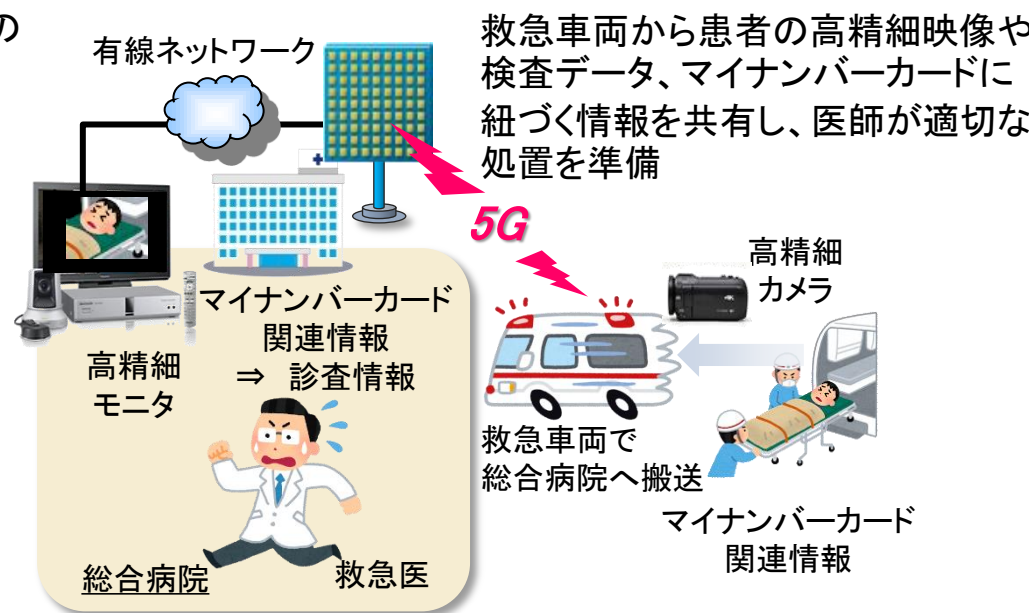 の
有線ネットワーク
救急車両から患者の高精細映像や
検査データ、マイナンバーカードに
紐づく情報を共有し、医師が適切な
処置を準備
5G
高精細
カメラ
マイナンバーカード
関連情報
⇒ 診査情報
高精細
モニタ
救急車両で
総合病院へ搬送
マイナンバーカード
関連情報
総合病院
救急医